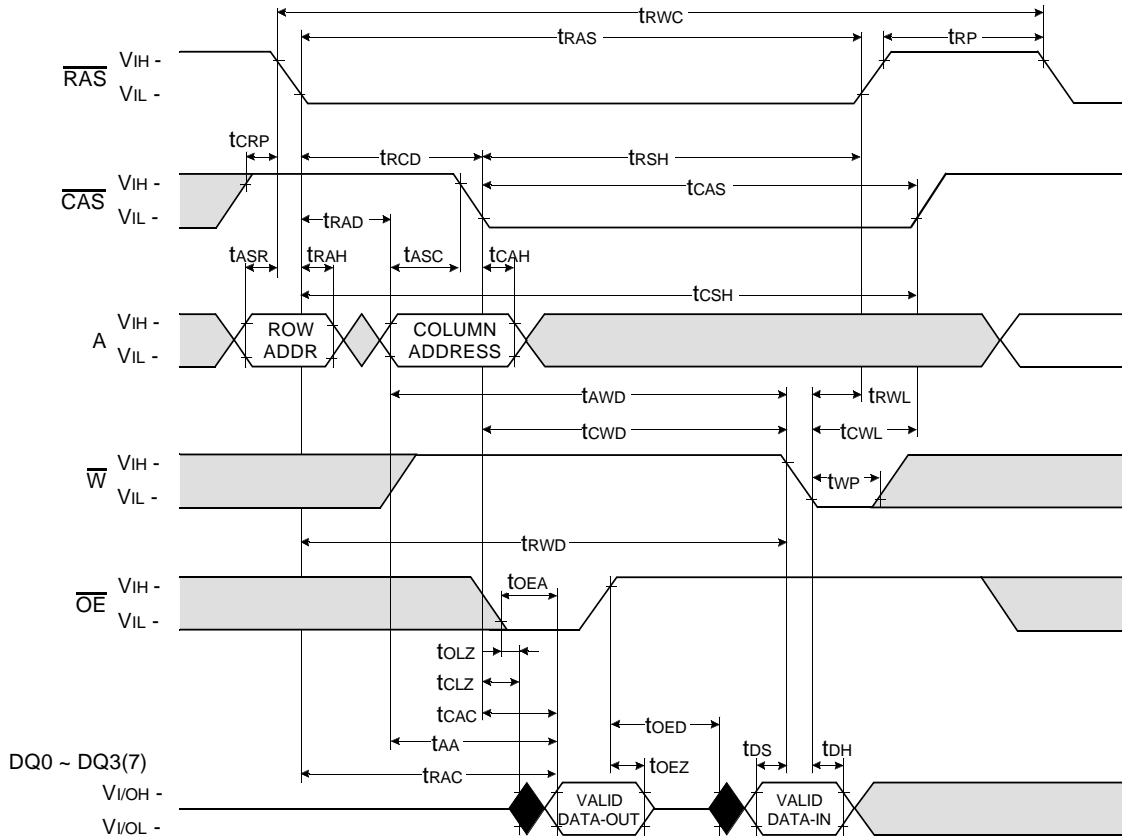 tRWC
tRAS
tRP
VIH -
RAS
VIL -
tCRP
tRCD
tRSH
VIH -
CAS
tCAS
VIL -
tRAD
tASR
tRAH
tASC
tCAH
tCSH
VIH -
ROW ADDR
COLUMN ADDRESS
A
VIL -
tAWD
tRWL
tCWD
tCWL
VIH -
W
VIL -
tWP
tRWD
VIH -
OE
tOEA
VIL -
tOLZ
tCLZ
tCAC
tOED
tAA
DQ0 ~ DQ3(7)
tDS
tDH
tRAC
tOEZ
VI/OH -
VALID DATA-OUT
VALID DATA-IN
VI/OL -